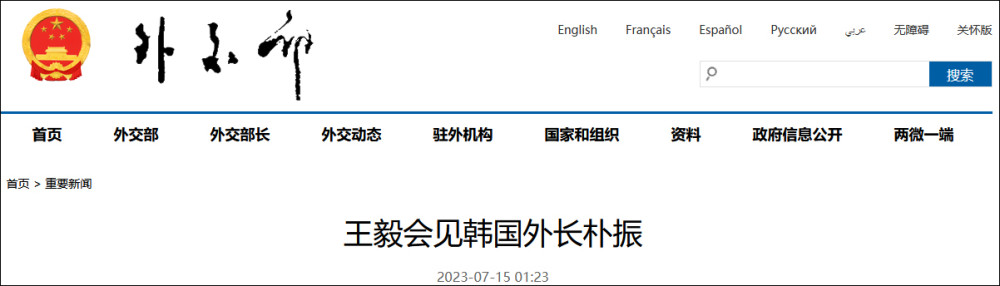 外交部
English Français Español Русский عربي 无障碍 关怀版
搜索
首页 外交部 外交部长 外交动态 驻外机构 国家和组织 资料 政府信息公开 两微一端
首页 > 重要新闻
王毅会见韩国外长朴振
2023-07-15 01:23